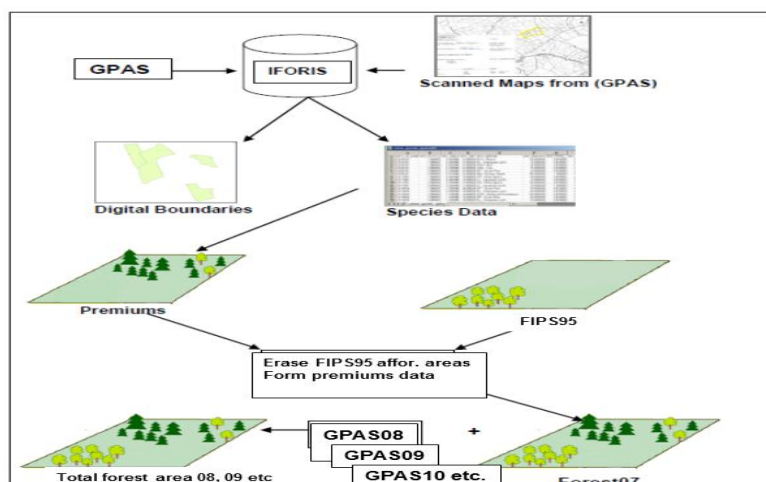 GPAS
IFORIS
Scanned Maps from (GPAS)
Digital Boundaries
Species Data
Premiums
FIPS95
Erase FIPS95 affor. areas
Form premiums data
GPAS08
+
GPAS09
GPAS10 etc.
Total forest area 08, 09 etc
Forest07